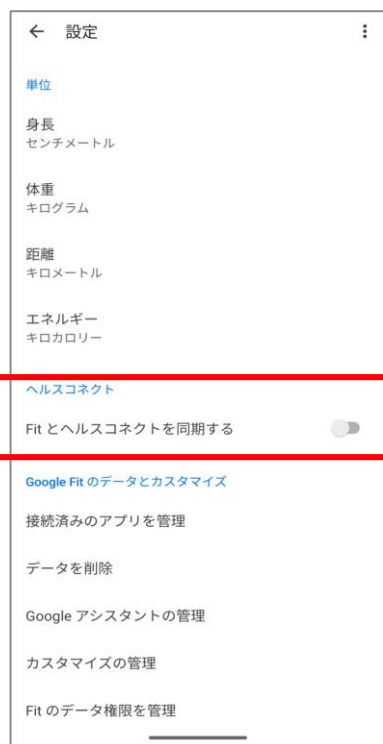 設定
単位
身長
センチメートル
体重
キログラム
距離
キロメートル
エネルギー
キロカロリー
ヘルスコネクト
Fit とヘルスコネクトを同期する
Google Fit のデータとカスタマイズ
接続済みのアプリを管理
データを削除
Google アシスタントの管理
カスタマイズの管理
Fit のデータ権限を管理